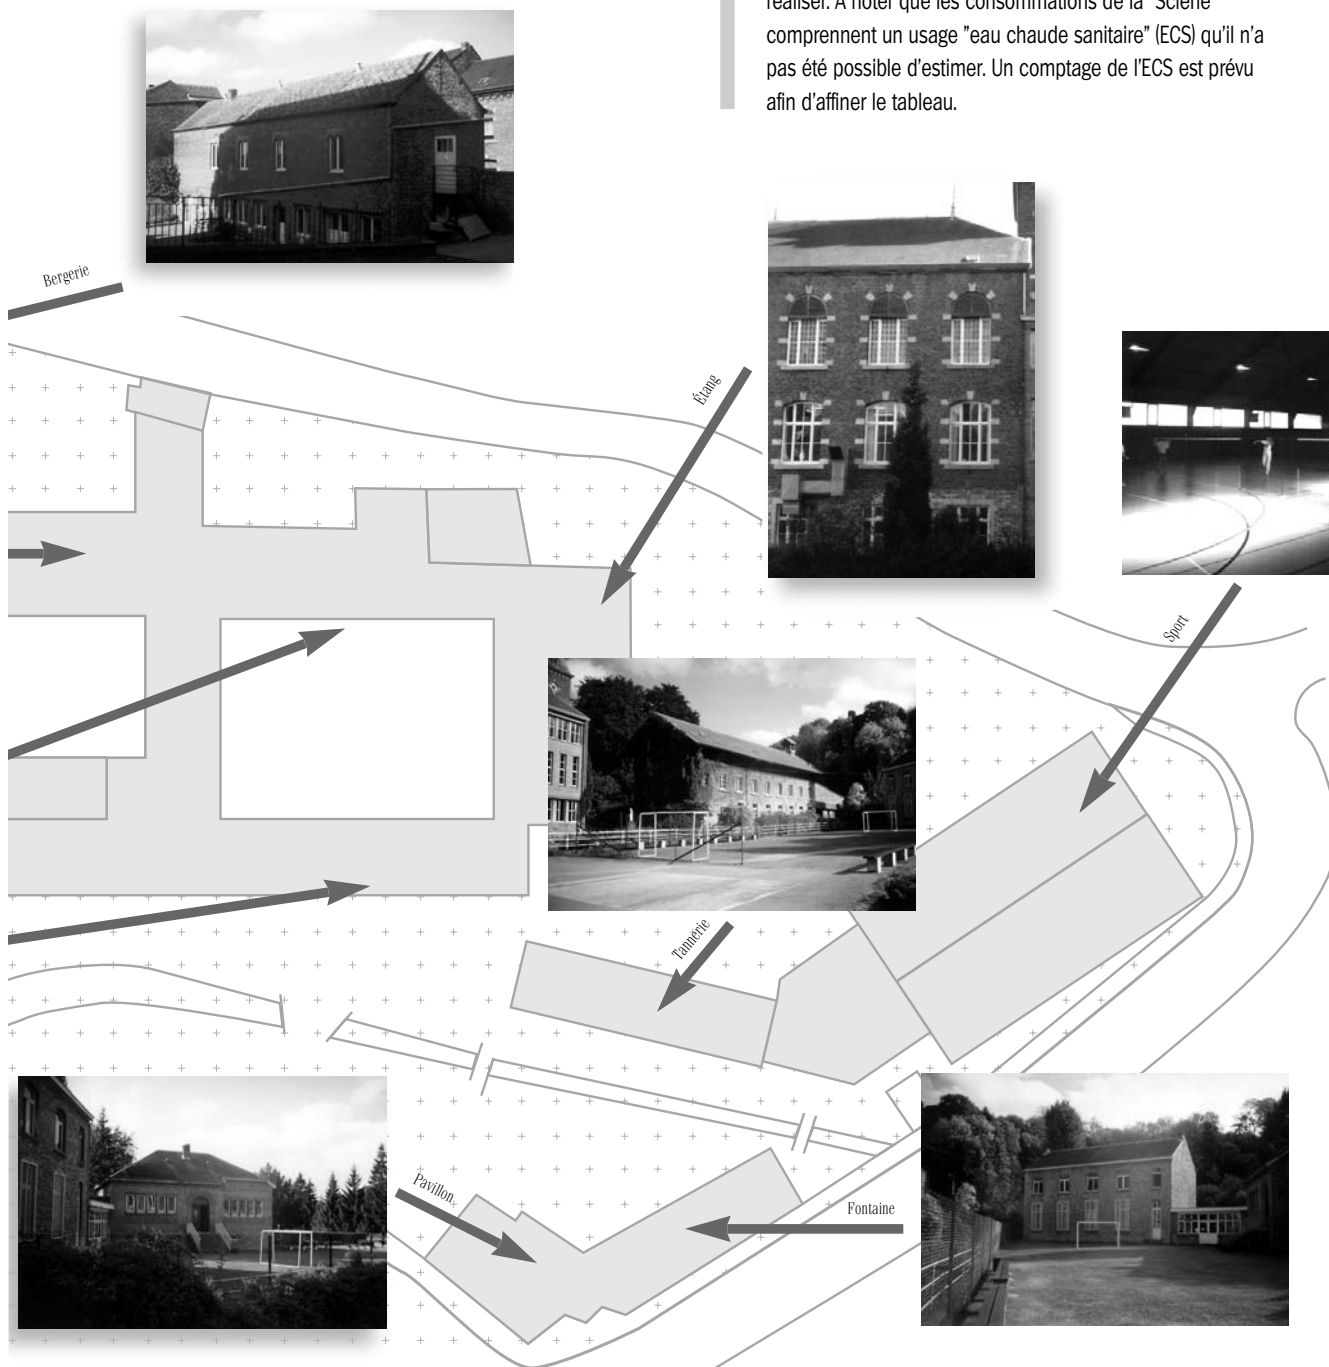 réaliser. A noter que les consommations de la "Scierie"
comprennent un usage "eau chaude sanitaire" (ECS) qu'il n'a
pas été possible d'estimer. Un comptage de l'ECS est prévu
afin d'affiner le tableau.
Bergerie
Étang
Sport
Tannerie
Pavillon
Fontaine